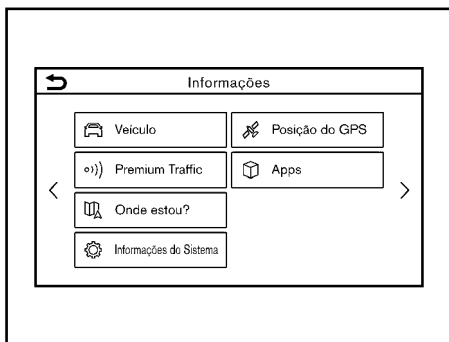 Informações
Veículo
Posição do GPS
Premium Traffic
Apps
Onde estou?
Informações do Sistema